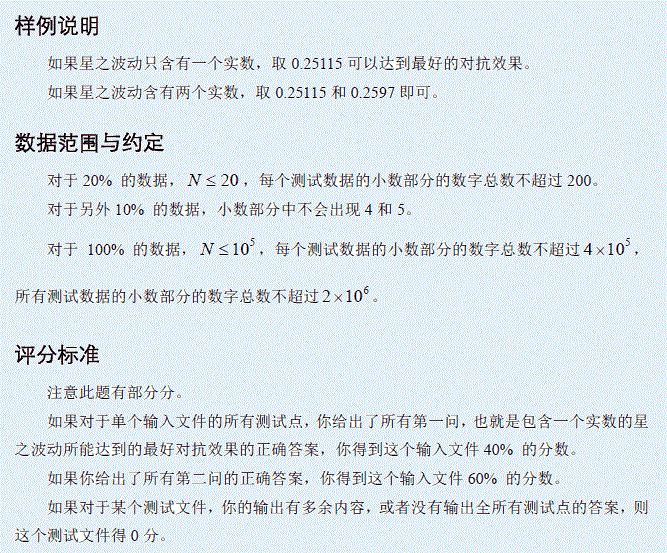 样例说明
如果星之波动只含有一个实数，取 0.25115 可以达到最好的对抗效果。
如果星之波动含有两个实数，取 0.25115 和 0.2597 即可。
数据范围与约定
对于 20% 的数据， N ≤ 20 ，每个测试数据的小数部分的数字总数不超过 200。
对于另外 10% 的数据，小数部分中不会出现 4 和 5。
对于 100% 的数据， N ≤ 10⁵ ，每个测试数据的小数部分的数字总数不超过 4×10⁵ ，
所有测试数据的小数部分的数字总数不超过 2×10⁶ 。
评分标准
注意此题有部分分。
如果对于单个输入文件的所有测试点，你给出了所有第一问，也就是包含一个实数的星
之波动所能达到的最好对抗效果的正确答案，你得到这个输入文件 40% 的分数。
如果你给出了所有第二问的正确答案，你得到这个输入文件 60% 的分数。
如果对于某个测试文件，你的输出有多余内容，或者没有输出全所有测试点的答案，则
这个测试文件得 0 分。